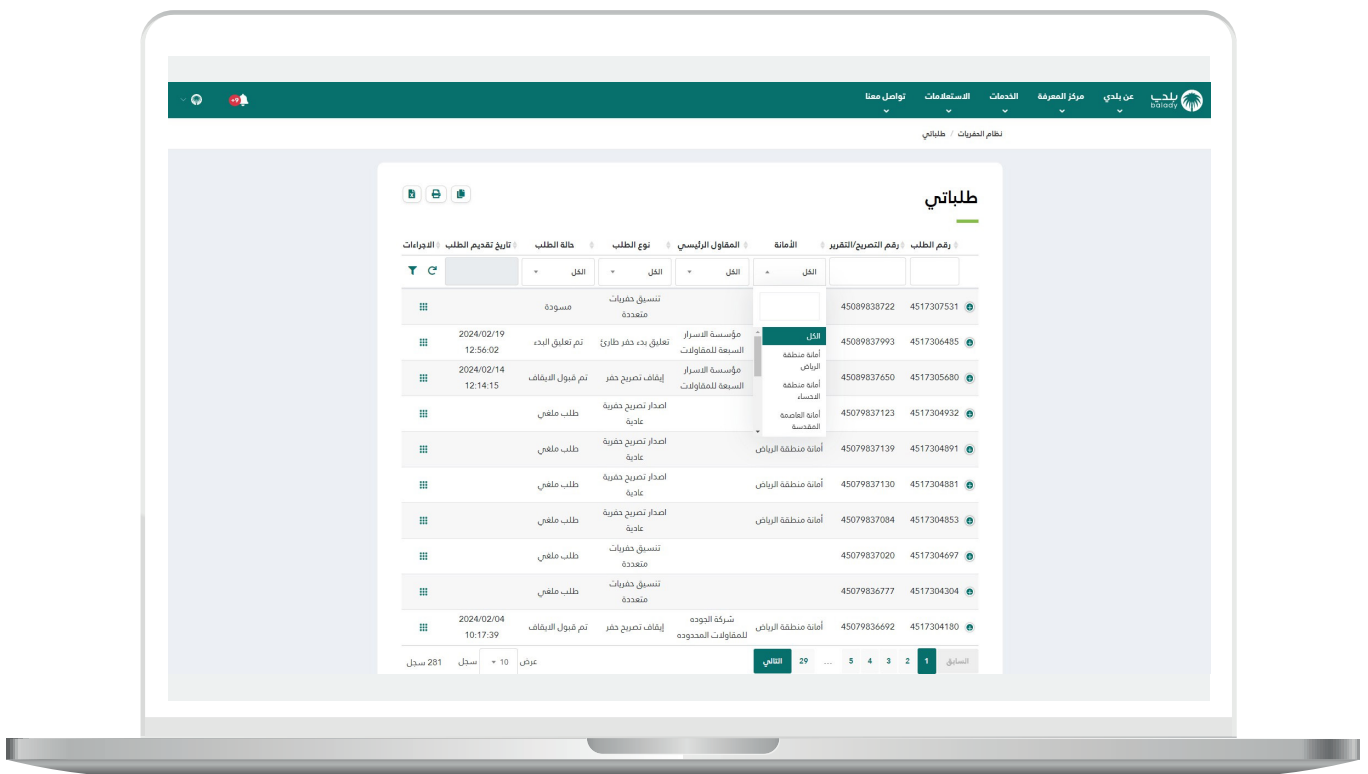 بلدي
balady
عن بلدي
مركز المعرفة
الخدمات
الاستعلامات
تواصل معنا
+9
نظام الحفريات / طلباتي
طلباتي
رقم الطلب رقم التصريح/التقرير الأمانة المقاول الرئيسي نوع الطلب حالة الطلب تاريخ تقديم الطلب الاجراءات
الكل الكل الكل الكل
الكل
أمانة منطقة
الرياض
أمانة منطقة
الاحساء
أمانة العاصمة
المقدسة
4517307531 45089838722 تنسيق حفريات
متعددة
مسودة
4517306485 45089837993 مؤسسة الاسرار
السبعة للمقاولات
تعليق بدء حفر طارئ تم تعليق البدء 2024/02/19
12:56:02
4517305680 45089837650 مؤسسة الاسرار
السبعة للمقاولات
إيقاف تصريح حفر تم قبول الايقاف 2024/02/14
12:14:15
4517304932 45079837123 اصدار تصريح حفرية
عادية
طلب ملغي
4517304891 45079837139 أمانة منطقة الرياض اصدار تصريح حفرية
عادية
طلب ملغي
4517304881 45079837130 أمانة منطقة الرياض اصدار تصريح حفرية
عادية
طلب ملغي
4517304853 45079837084 أمانة منطقة الرياض اصدار تصريح حفرية
عادية
طلب ملغي
4517304697 45079837020 تنسيق حفريات
متعددة
طلب ملغي
4517304304 45079836777 تنسيق حفريات
متعددة
طلب ملغي
4517304180 45079836692 أمانة منطقة الرياض شركة الجوده
للمقاولات المحدوده
إيقاف تصريح حفر تم قبول الايقاف 2024/02/04
10:17:39
السابق 1 2 3 4 5 ... 29 التالي
عرض 10 سجل 281 سجل